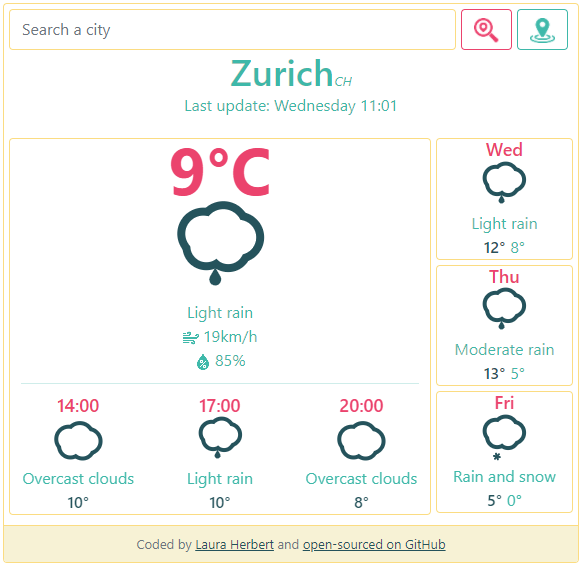 Search a city
Zurich CH
Last update: Wednesday 11:01
9°C
Light rain
19km/h
85%
14:00
Overcast clouds
10°
17:00
Light rain
10°
20:00
Overcast clouds
8°
Wed
Light rain
12° 8°
Thu
Moderate rain
13° 5°
Fri
Rain and snow
5° 0°
Coded by Laura Herbert and open-sourced on GitHub